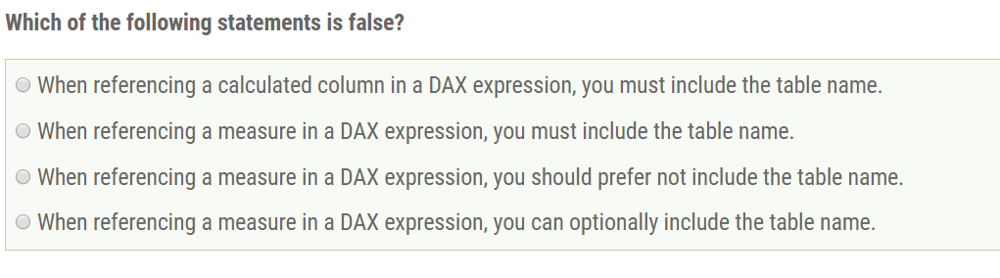 Which of the following statements is false?
When referencing a calculated column in a DAX expression, you must include the table name.
When referencing a measure in a DAX expression, you must include the table name.
When referencing a measure in a DAX expression, you should prefer not include the table name.
When referencing a measure in a DAX expression, you can optionally include the table name.